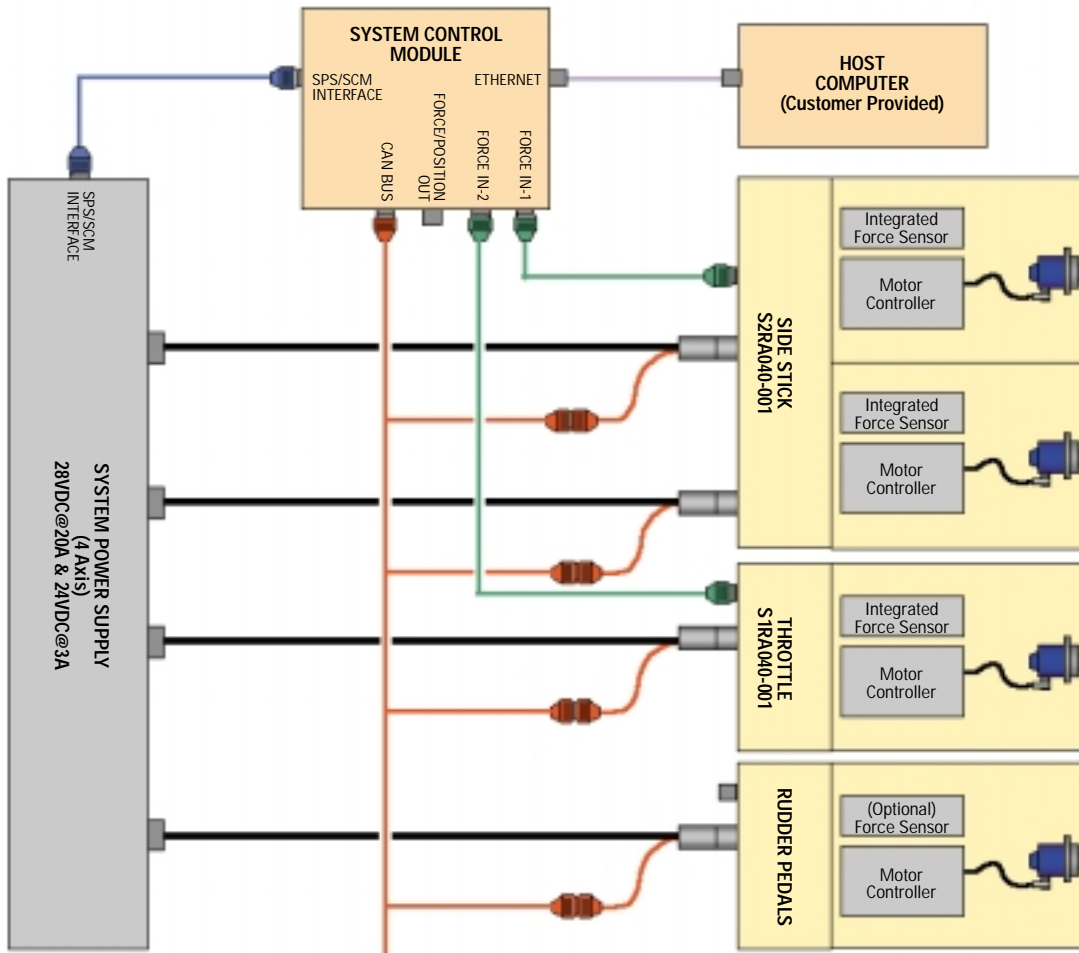 SYSTEM CONTROL
MODULE
SPS/SCM
INTERFACE
ETHERNET
CAN BUS
FORCE/POSITION
OUT
FORCE IN-2
FORCE IN-1
HOST
COMPUTER
(Customer Provided)
SPS/SCM
INTERFACE
SYSTEM POWER SUPPLY
(4 Axis)
28VDC@20A & 24VDC@3A
SIDE STICK
S2RA040-001
Integrated
Force Sensor
Motor
Controller
Integrated
Force Sensor
Motor
Controller
THROTTLE
S1RA040-001
Integrated
Force Sensor
Motor
Controller
RUDDER PEDALS
(Optional)
Force Sensor
Motor
Controller